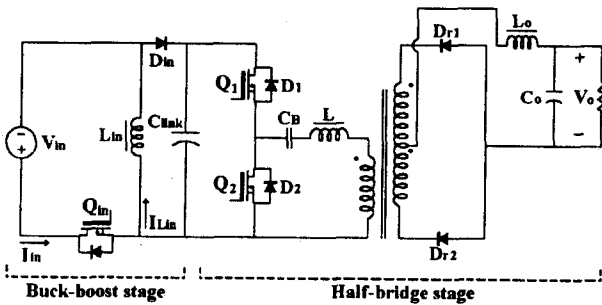 Lo
Din
Dr1
+
Q1
D1
Co
Vo
Clink
CB
L
-
+
Vin
Lin
-
Q2
D2
Qin
ILin
Iin
Dr2
Buck-boost stage
Half-bridge stage